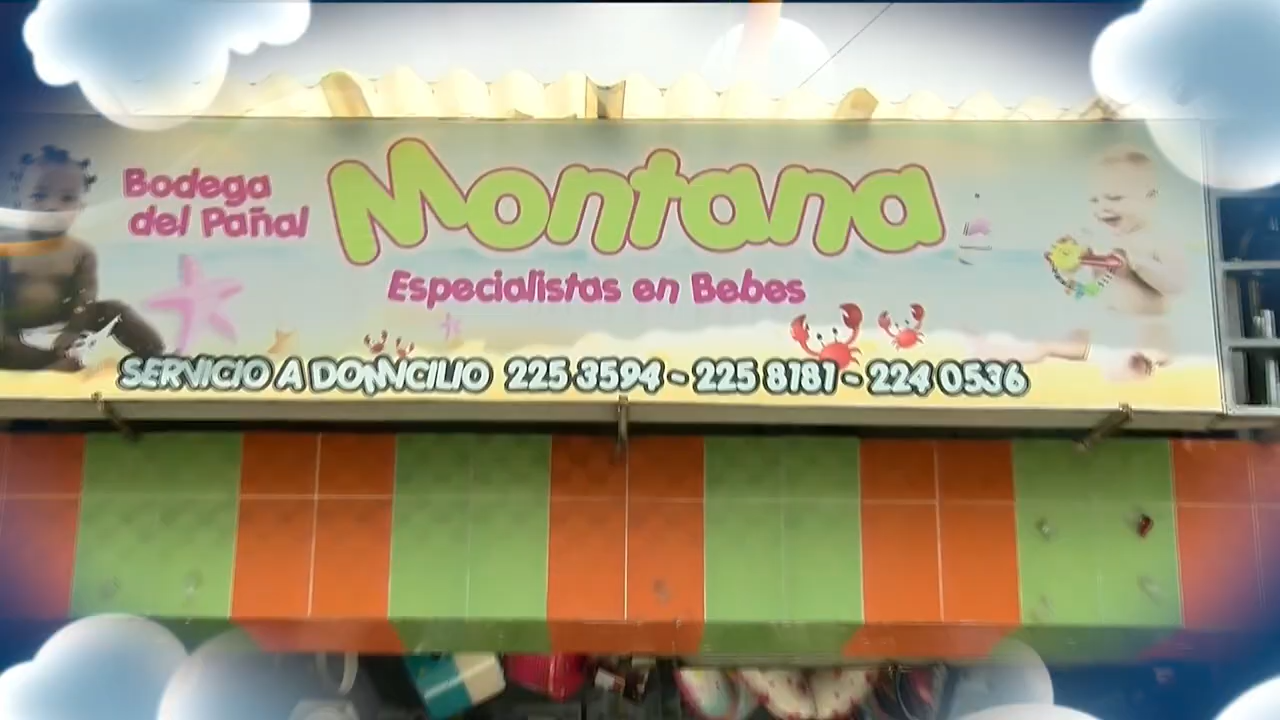 Bodega
del Pañal
Montana
Especialistas en Bebes
SERVICIO A DOMICILIO 225 3594 - 225 8181 - 224 0536